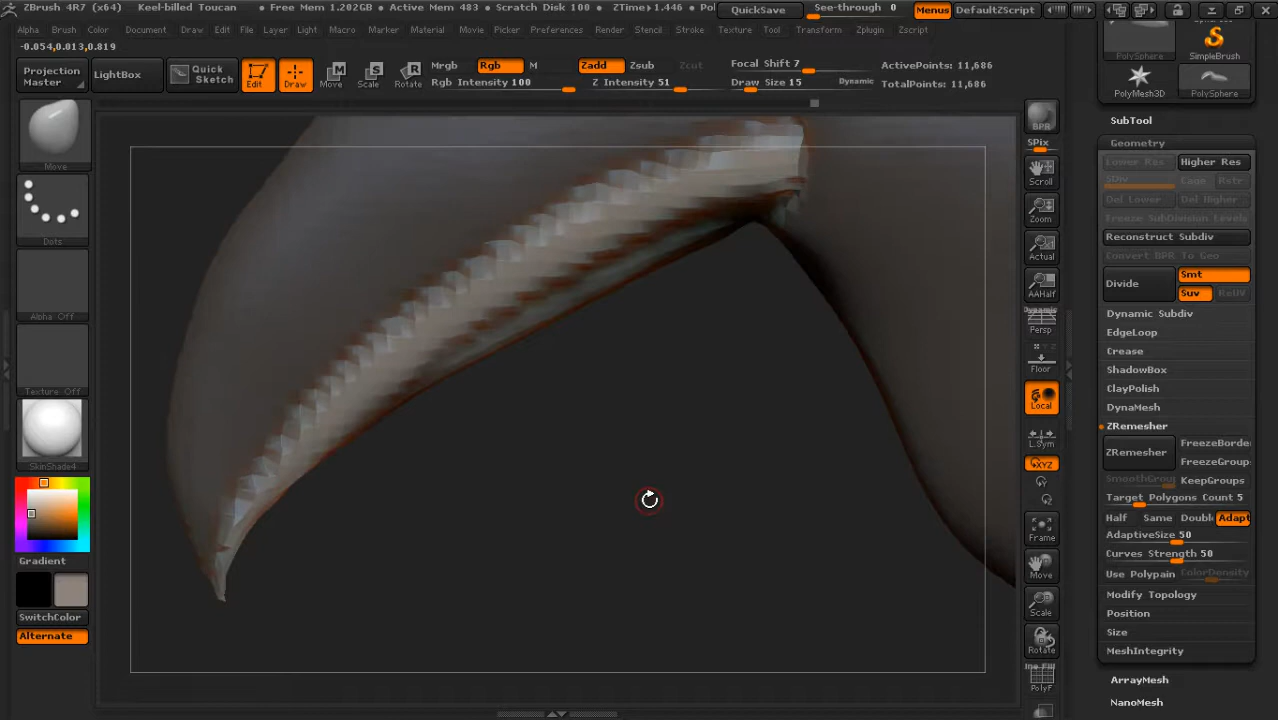 ZBrush 4R7 (x64) Keel-billed Toucan • Free Mem 1.202GB • Active Mem 483 • Scratch Disk 100 • ZTime▸1.446 • Po QuickSave See-through 0 Menus DefaultZScript
Alpha Brush Color Document Draw Edit File Layer Light Macro Marker Material Movie Picker Preferences Render Stencil Stroke Texture Tool Transform Zplugin Zscript
-0.054,0.013,0.819
Projection Master
LightBox
Quick Sketch
Edit
Draw
Move
Scale
Rotate
Mrgb Rgb M
Rgb Intensity 100
Zadd Zsub Zcut
Z Intensity 51
Focal Shift 7
Draw Size 15 Dynamic
ActivePoints: 11,686
TotalPoints: 11,686
Move
Dots
Alpha Off
Texture Off
SkinShade4
Gradient
SwitchColor
Alternate
BPR
SPix
Scroll
Zoom
Actual
AAHalf
Dynamic
Persp
Floor
Local
L.Sym
XYZ
Y
Z
Frame
Move
Scale
Rotate
Line Fill
PolyF
PolySphere
SimpleBrush
PolyMesh3D
PolySphere
SubTool
Geometry
Lower Res Higher Res
SDiv Cage Rstr
Del Lower Del Higher
Freeze SubDivision Levels
Reconstruct Subdiv
Convert BPR To Geo
Divide
Smt
Suv ReUV
Dynamic Subdiv
EdgeLoop
Crease
ShadowBox
ClayPolish
DynaMesh
ZRemesher
ZRemesher
FreezeBorde
FreezeGroup
SmoothGrou KeepGroups
Target Polygons Count 5
Half Same Double Adapt
AdaptiveSize 50
Curves Strength 50
Use Polypain ColorDensity
Modify Topology
Position
Size
MeshIntegrity
ArrayMesh
NanoMesh